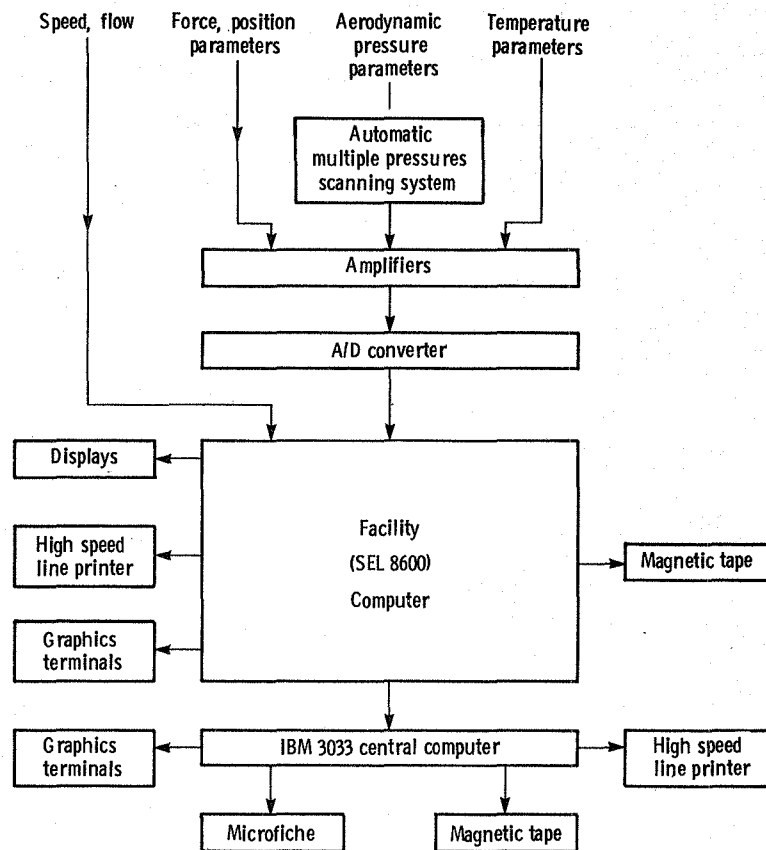 Speed, flow
Force, position
parameters
Aerodynamic
pressure
parameters
Temperature
parameters
Automatic
multiple pressures
scanning system
Amplifiers
A/D converter
Displays
High speed
line printer
Graphics
terminals
Facility
(SEL 8600)
Computer
Magnetic tape
Graphics
terminals
IBM 3033 central computer
High speed
line printer
Microfiche
Magnetic tape